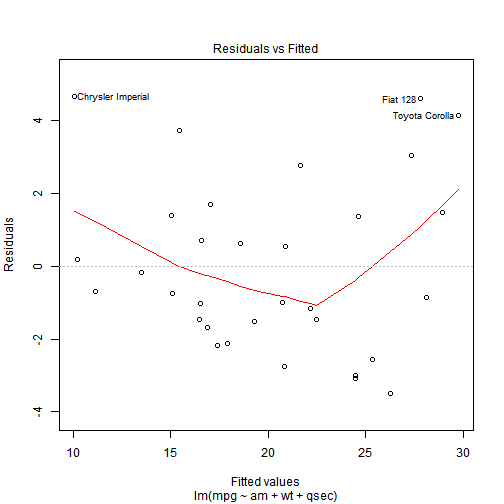 Residuals vs Fitted
Chrysler Imperial
Fiat 128
Toyota Corolla
4
2
0
-2
-4
Residuals
10 15 20 25 30
Fitted values
lm(mpg ~ am + wt + qsec)